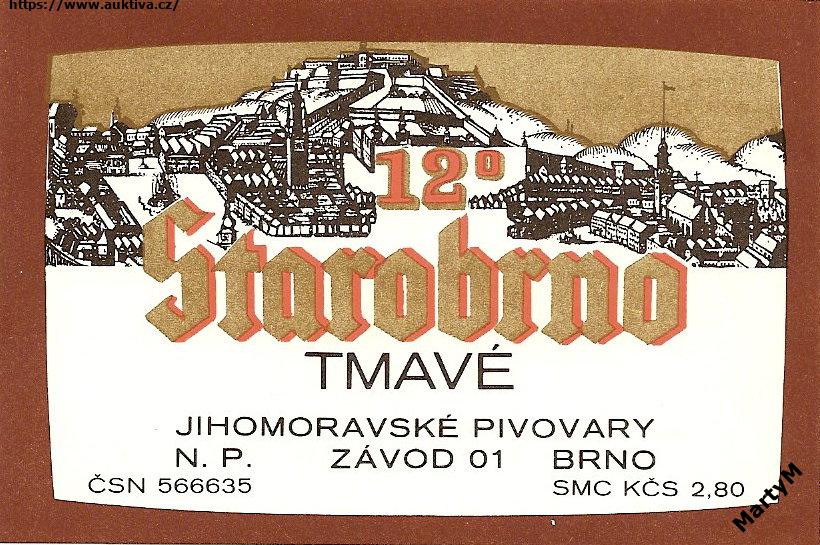 https://www.auktiva.cz/
12°
Starobrno
TMAVÉ
JIHOMORAVSKÉ PIVOVARY
N. P. ZÁVOD 01 BRNO
ČSN 566635 SMC KČS 2,80
MartyM